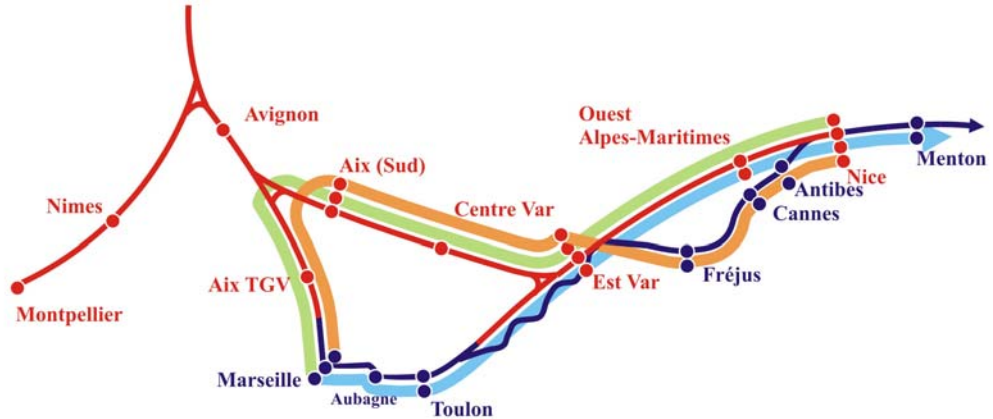 Avignon
Ouest
Alpes-Maritimes
Aix (Sud)
Menton
Nice
Antibes
Nimes
Centre Var
Cannes
Aix TGV
Est Var
Fréjus
Montpellier
Marseille
Aubagne
Toulon